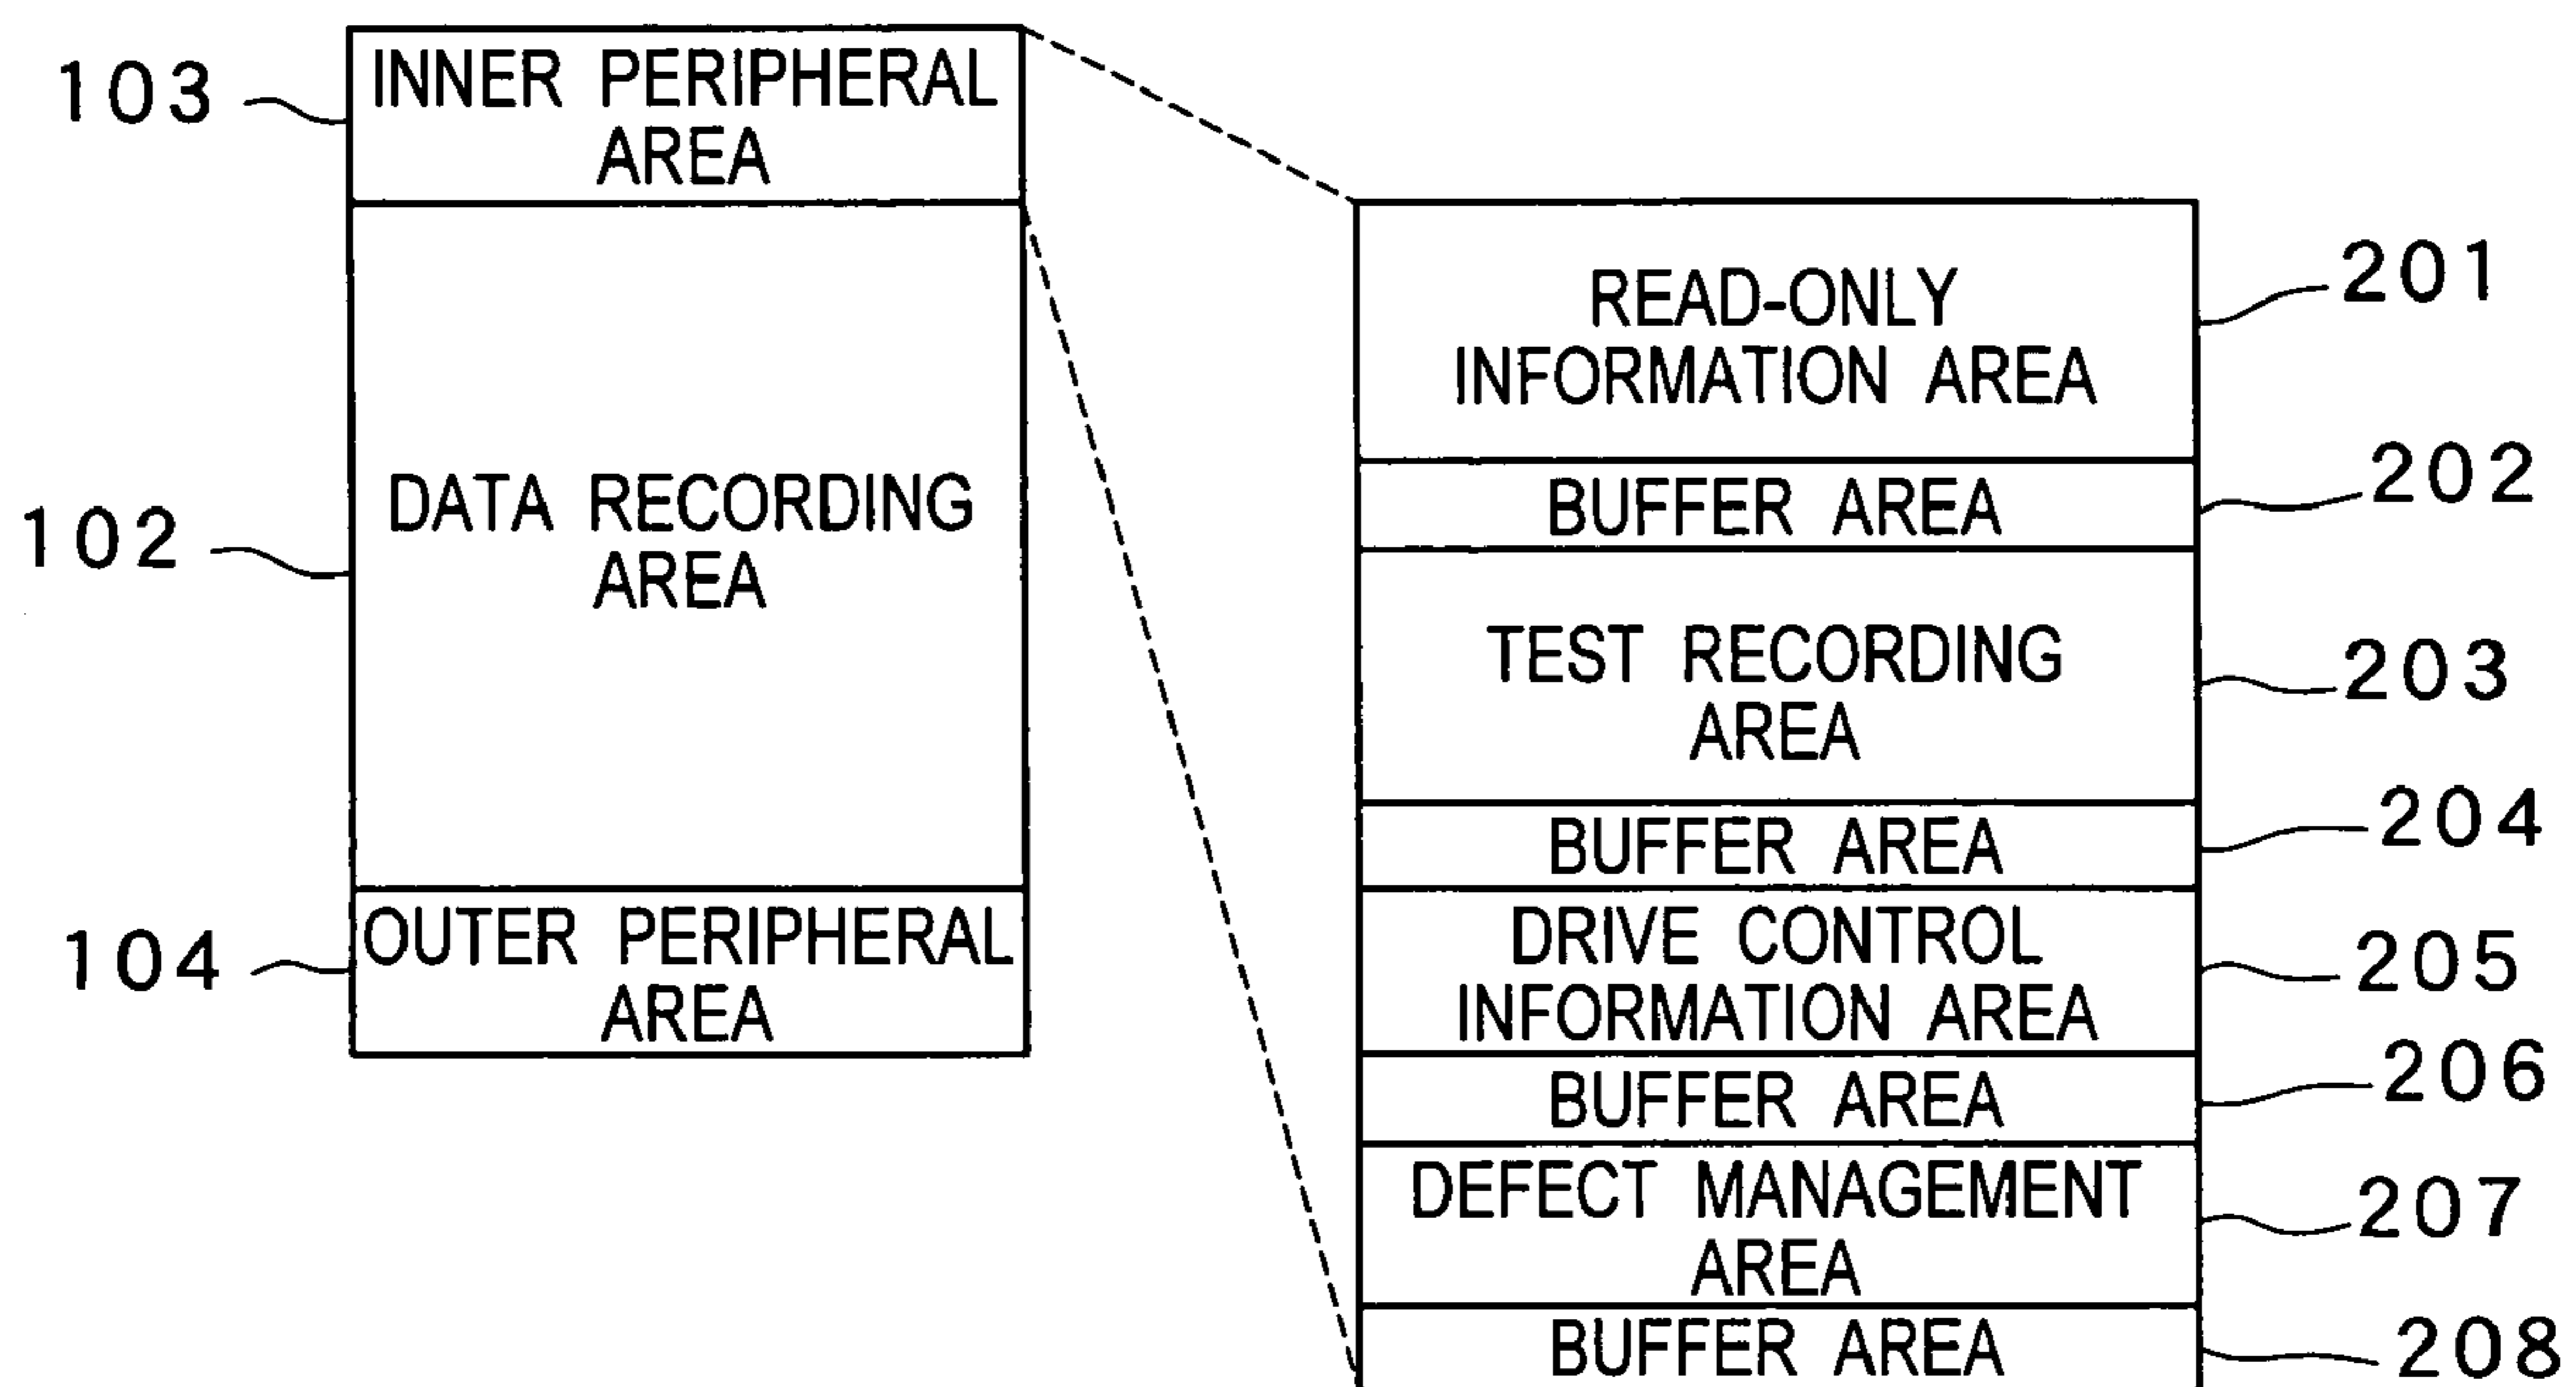 103
INNER PERIPHERAL
AREA
102
DATA RECORDING
AREA
104
OUTER PERIPHERAL
AREA
READ-ONLY
INFORMATION AREA
201
BUFFER AREA
202
TEST RECORDING
AREA
203
BUFFER AREA
204
DRIVE CONTROL
INFORMATION AREA
205
BUFFER AREA
206
DEFECT MANAGEMENT
AREA
207
BUFFER AREA
208